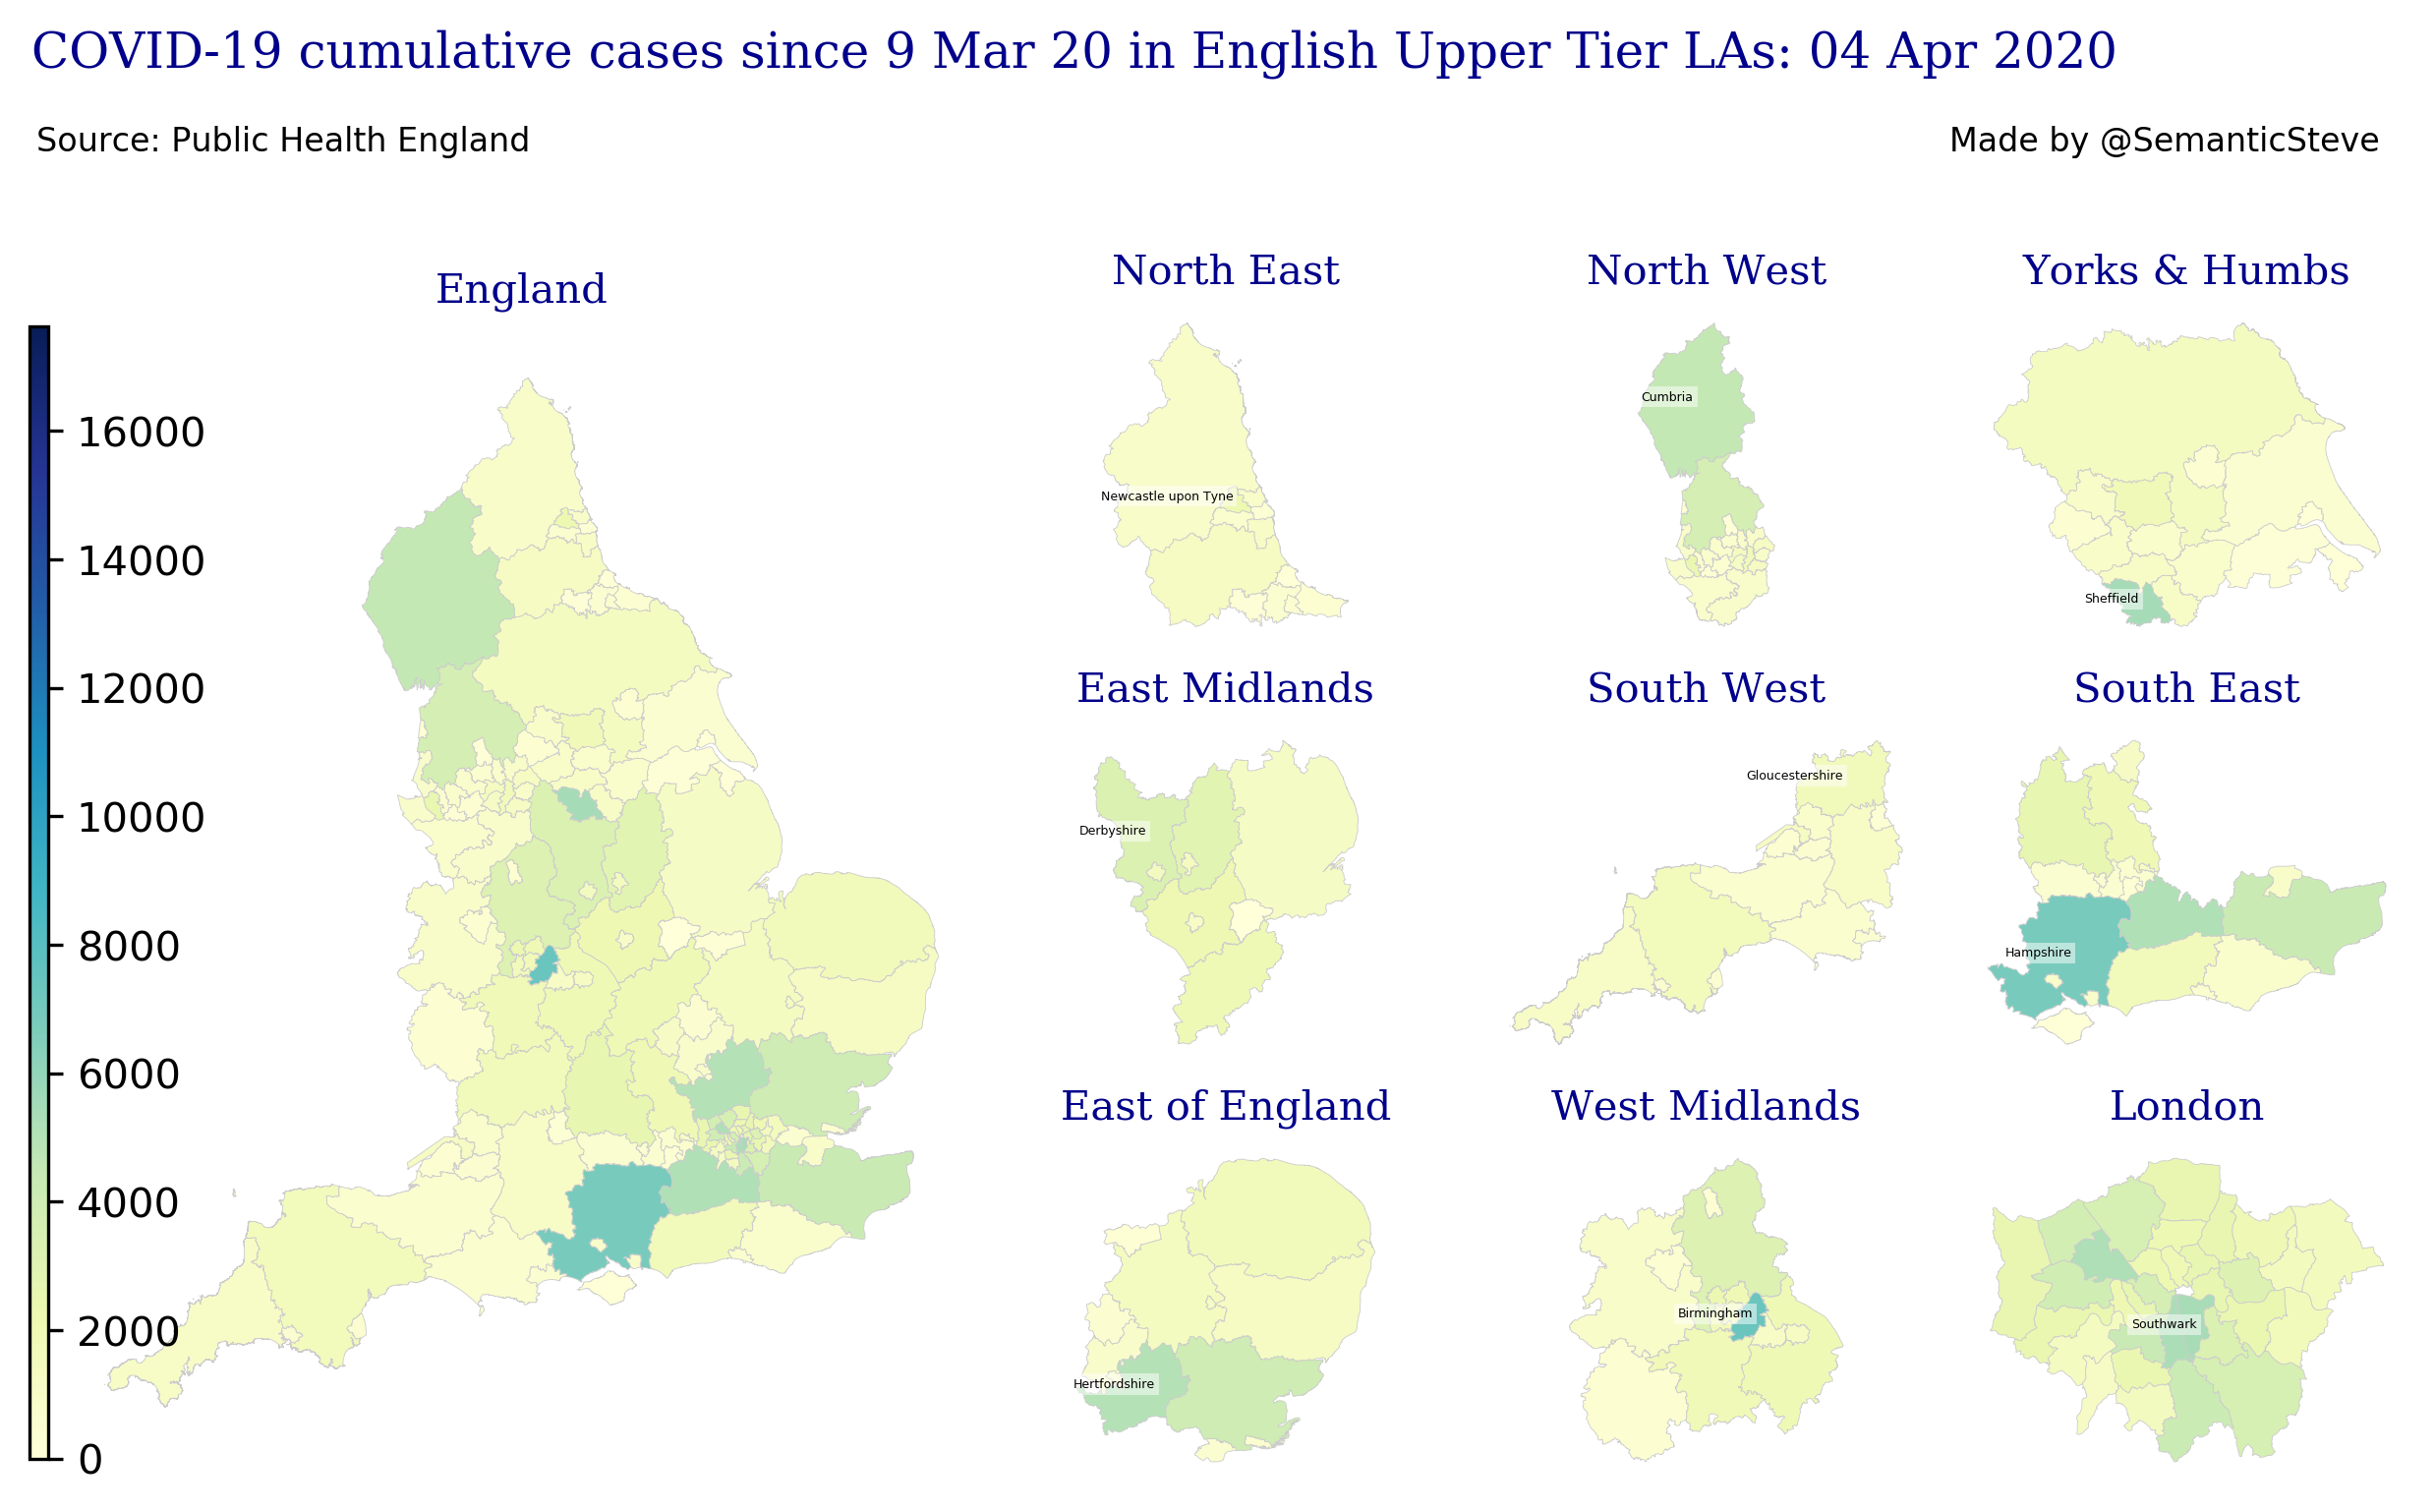 COVID-19 cumulative cases since 9 Mar 20 in English Upper Tier LAs: 04 Apr 2020
Source: Public Health England
Made by @SemanticSteve
England
16000
14000
12000
10000
8000
6000
4000
2000
0
North East
Newcastle upon Tyne
North West
Cumbria
Yorks & Humbs
Sheffield
East Midlands
Derbyshire
South West
Gloucestershire
South East
Hampshire
East of England
Hertfordshire
West Midlands
Birmingham
London
Southwark